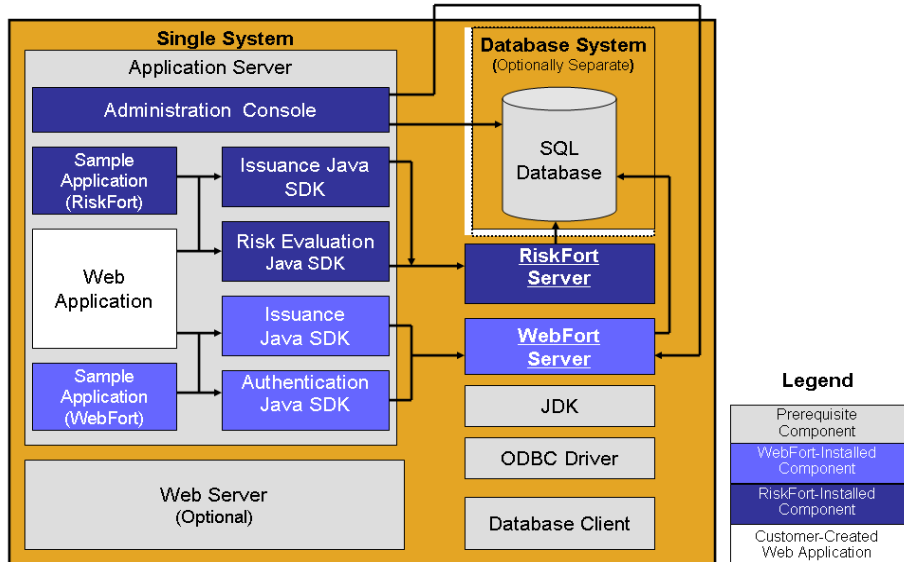 Single System
Application Server
Administration Console
Sample
Application
(RiskFort)
Issuance Java
SDK
Risk Evaluation
Java SDK
Web
Application
Issuance
Java SDK
Sample
Application
(WebFort)
Authentication
Java SDK
Web Server
(Optional)
Database System
(Optionally Separate)
SQL
Database
RiskFort
Server
WebFort
Server
JDK
ODBC Driver
Database Client
Legend
Prerequisite
Component
WebFort-Installed
Component
RiskFort-Installed
Component
Customer-Created
Web Application